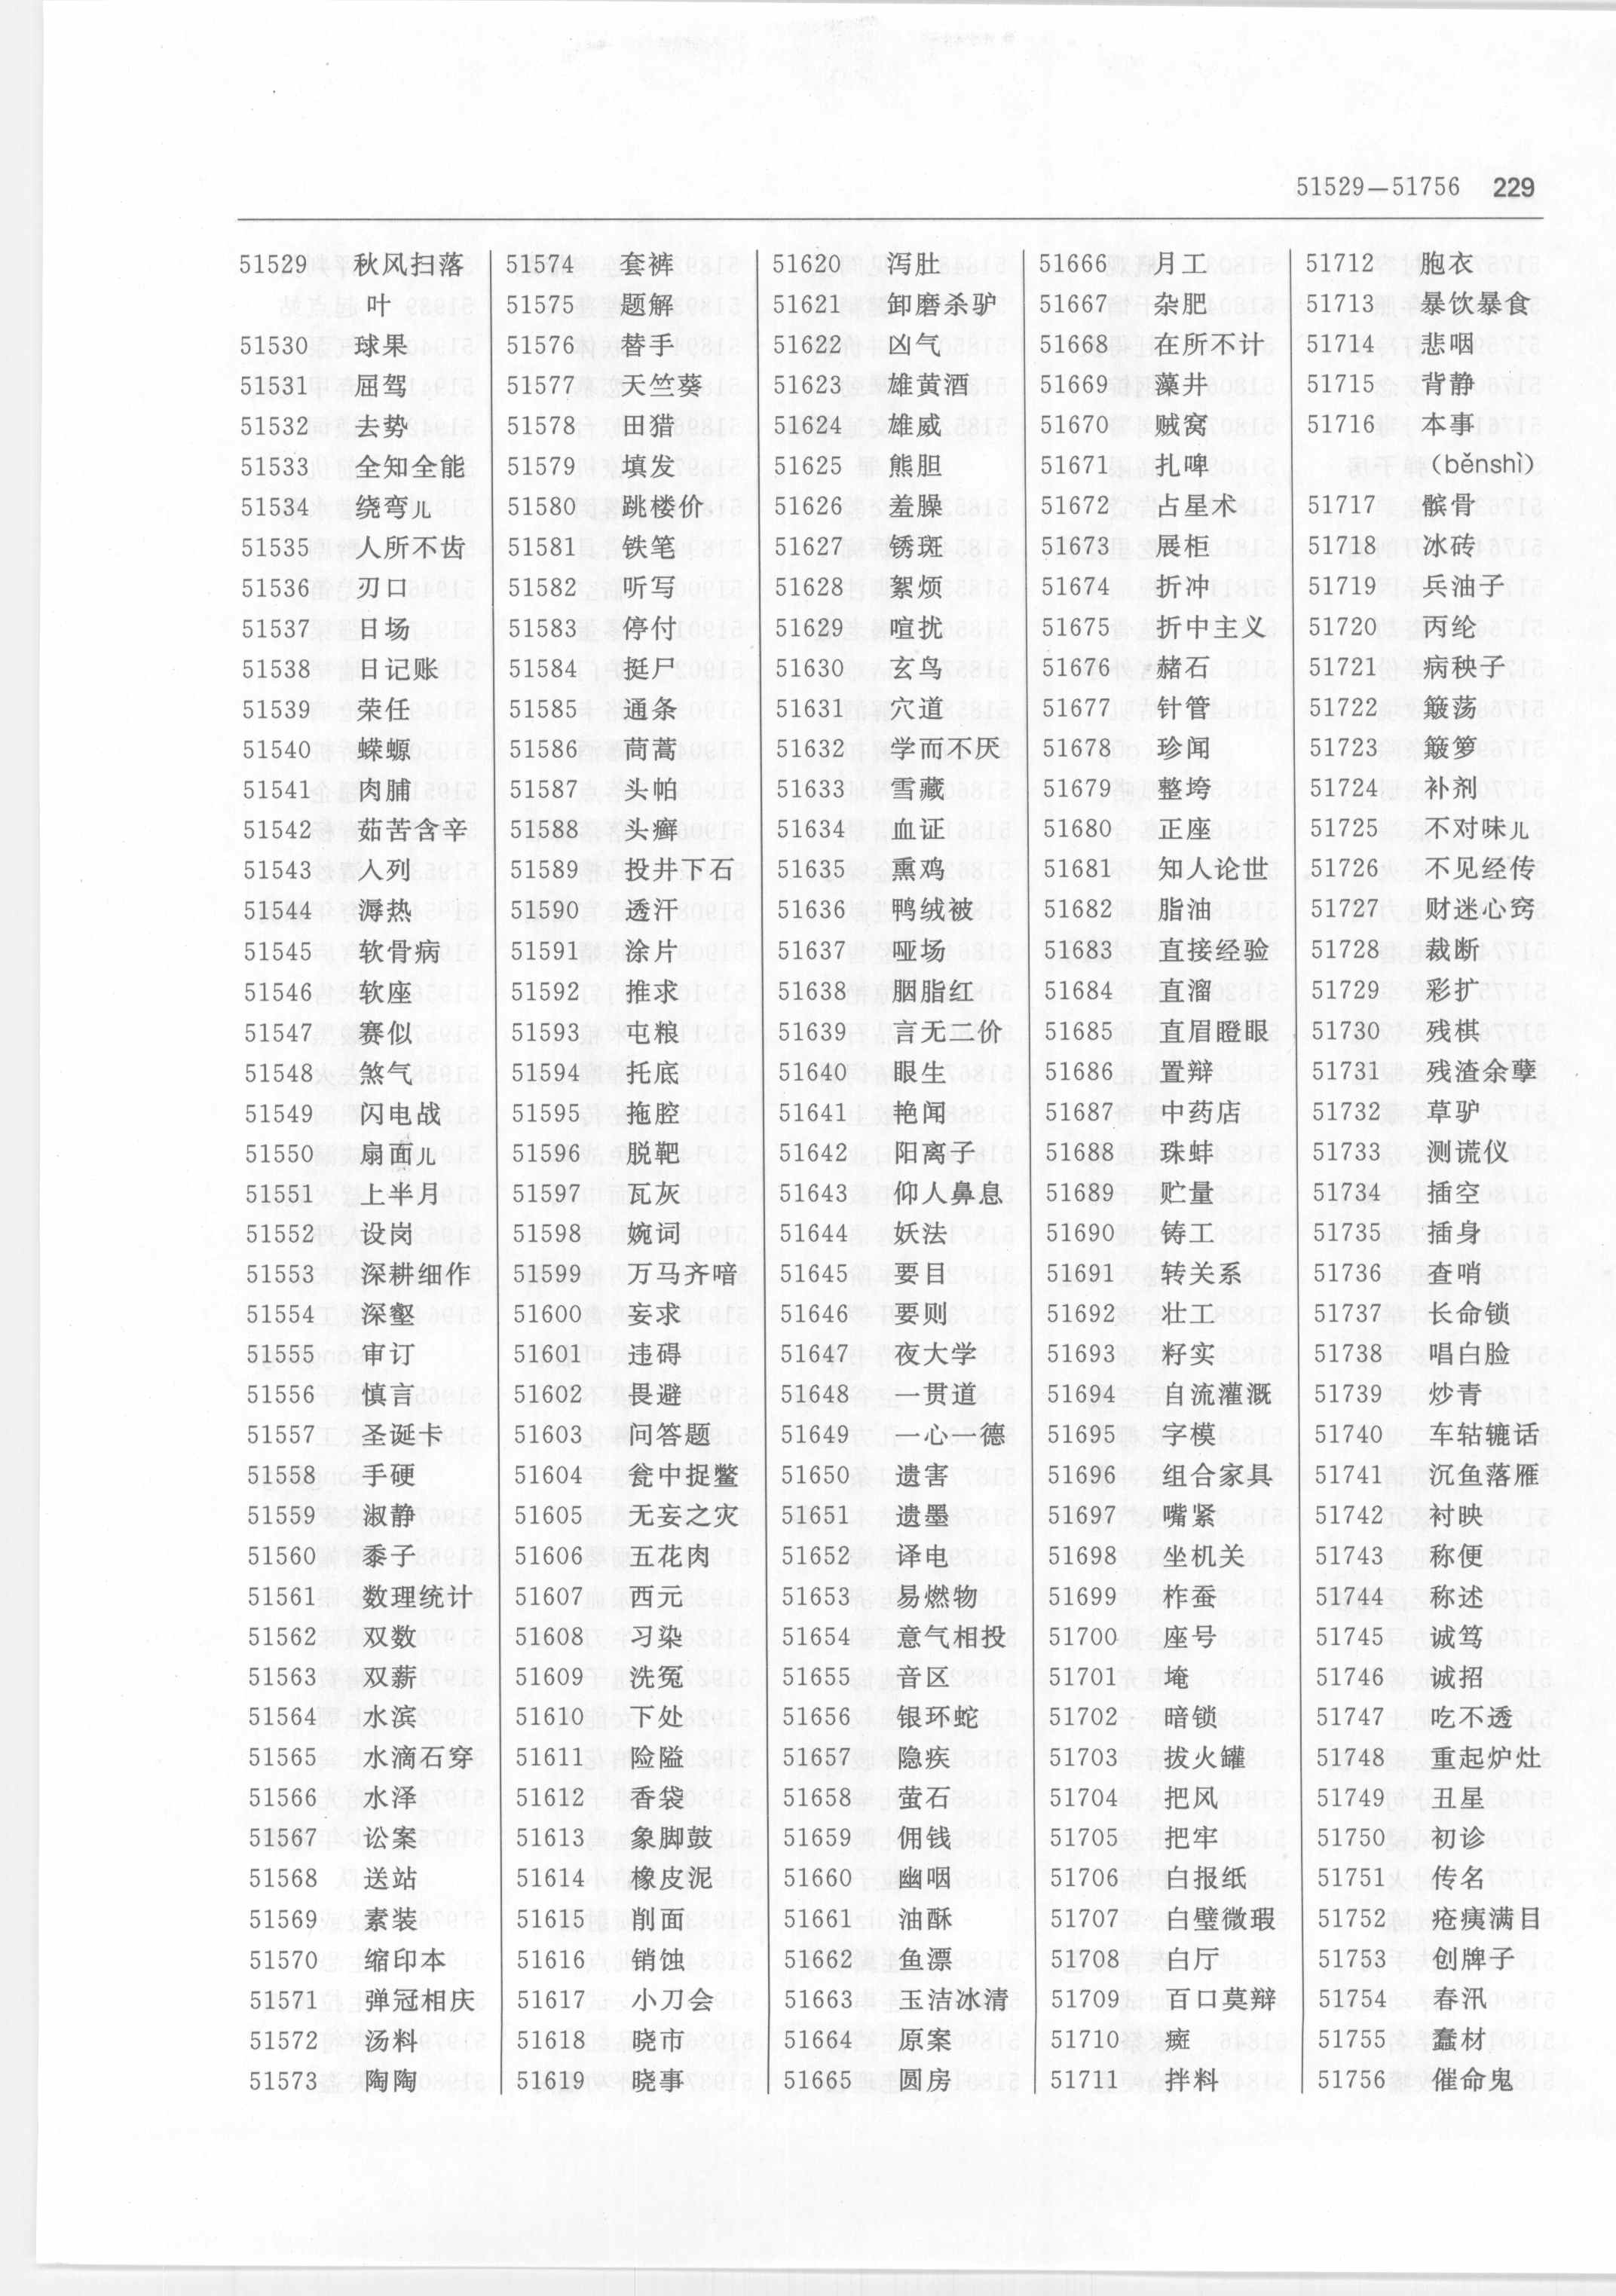 51529—51756 229
51529 秋风扫落
叶
51530 球果
51531 屈驾
51532 去势
51533 全知全能
51534 绕弯儿
51535 人所不齿
51536 刃口
51537 日场
51538 日记账
51539 荣任
51540 蝾螈
51541 肉脯
51542 茹苦含辛
51543 入列
51544 溽热
51545 软骨病
51546 软座
51547 赛似
51548 煞气
51549 闪电战
51550 扇面儿
51551 上半月
51552 设岗
51553 深耕细作
51554 深壑
51555 审订
51556 慎言
51557 圣诞卡
51558 手硬
51559 淑静
51560 黍子
51561 数理统计
51562 双数
51563 双薪
51564 水滨
51565 水滴石穿
51566 水泽
51567 讼案
51568 送站
51569 素装
51570 缩印本
51571 弹冠相庆
51572 汤料
51573 陶陶
51574 套裤
51575 题解
51576 替手
51577 天竺葵
51578 田猎
51579 填发
51580 跳楼价
51581 铁笔
51582 听写
51583 停付
51584 挺尸
51585 通条
51586 茼蒿
51587 头帕
51588 头癣
51589 投井下石
51590 透汗
51591 涂片
51592 推求
51593 屯粮
51594 托底
51595 拖腔
51596 脱靶
51597 瓦灰
51598 婉词
51599 万马齐喑
51600 妄求
51601 违碍
51602 畏避
51603 问答题
51604 瓮中捉鳖
51605 无妄之灾
51606 五花肉
51607 西元
51608 习染
51609 洗冤
51610 下处
51611 险隘
51612 香袋
51613 象脚鼓
51614 橡皮泥
51615 削面
51616 销蚀
51617 小刀会
51618 晓市
51619 晓事
51620 泻肚
51621 卸磨杀驴
51622 凶气
51623 雄黄酒
51624 雄威
51625 熊胆
51626 羞臊
51627 锈斑
51628 絮烦
51629 喧扰
51630 玄鸟
51631 穴道
51632 学而不厌
51633 雪藏
51634 血证
51635 熏鸡
51636 鸭绒被
51637 哑场
51638 胭脂红
51639 言无二价
51640 眼生
51641 艳闻
51642 阳离子
51643 仰人鼻息
51644 妖法
51645 要目
51646 要则
51647 夜大学
51648 一贯道
51649 一心一德
51650 遗害
51651 遗墨
51652 译电
51653 易燃物
51654 意气相投
51655 音区
51656 银环蛇
51657 隐疾
51658 萤石
51659 佣钱
51660 幽咽
51661 油酥
51662 鱼漂
51663 玉洁冰清
51664 原案
51665 圆房
51666 月工
51667 杂肥
51668 在所不计
51669 藻井
51670 贼窝
51671 扎啤
51672 占星术
51673 展柜
51674 折冲
51675 折中主义
51676 赭石
51677 针管
51678 珍闻
51679 整垮
51680 正座
51681 知人论世
51682 脂油
51683 直接经验
51684 直溜
51685 直眉瞪眼
51686 置辩
51687 中药店
51688 珠蚌
51689 贮量
51690 铸工
51691 转关系
51692 壮工
51693 籽实
51694 自流灌溉
51695 字模
51696 组合家具
51697 嘴紧
51698 坐机关
51699 柞蚕
51700 座号
51701 埯
51702 暗锁
51703 拔火罐
51704 把风
51705 把牢
51706 白报纸
51707 白璧微瑕
51708 白厅
51709 百口莫辩
51710 瘢
51711 拌料
51712 胞衣
51713 暴饮暴食
51714 悲咽
51715 背静
51716 本事
(běnshì)
51717 髌骨
51718 冰砖
51719 兵油子
51720 丙纶
51721 病秧子
51722 簸荡
51723 簸箩
51724 补剂
51725 不对味儿
51726 不见经传
51727 财迷心窍
51728 裁断
51729 彩扩
51730 残棋
51731 残渣余孽
51732 草驴
51733 测谎仪
51734 插空
51735 插身
51736 查哨
51737 长命锁
51738 唱白脸
51739 炒青
51740 车轱辘话
51741 沉鱼落雁
51742 衬映
51743 称便
51744 称述
51745 诚笃
51746 诚招
51747 吃不透
51748 重起炉灶
51749 丑星
51750 初诊
51751 传名
51752 疮痍满目
51753 创牌子
51754 春汛
51755 蠢材
51756 催命鬼